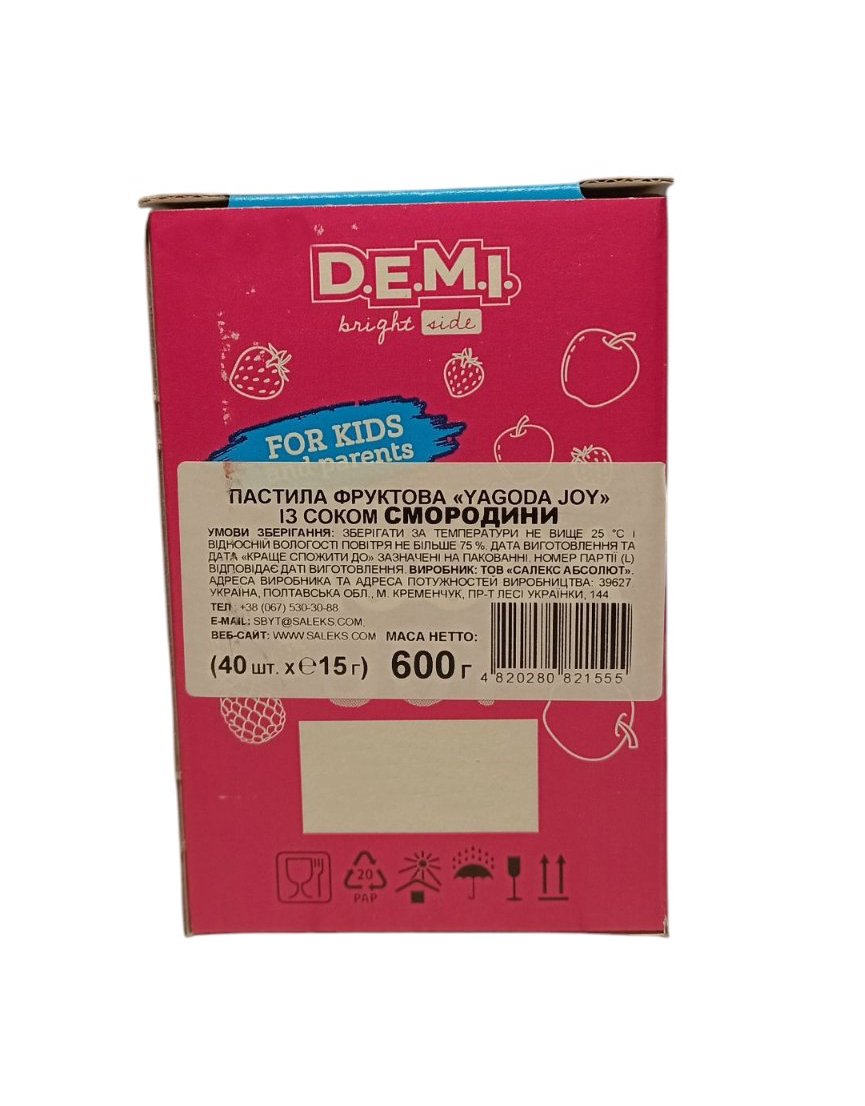 D.E.M.I.
bright side
FOR KIDS
and parents
ПАСТИЛА ФРУКТОВА «YAGODA JOY»
ІЗ СОКОМ СМОРОДИНИ
УМОВИ ЗБЕРІГАННЯ: ЗБЕРІГАТИ ЗА ТЕМПЕРАТУРИ НЕ ВИЩЕ 25 °С І
ВІДНОСНІЙ ВОЛОГОСТІ ПОВІТРЯ НЕ БІЛЬШЕ 75 %. ДАТА ВИГОТОВЛЕННЯ ТА
ДАТА «КРАЩЕ СПОЖИТИ ДО» ЗАЗНАЧЕНІ НА ПАКОВАННІ. НОМЕР ПАРТІЇ (L)
ВІДПОВІДАЄ ДАТІ ВИГОТОВЛЕННЯ. ВИРОБНИК: ТОВ «САЛЕКС АБСОЛЮТ».
АДРЕСА ВИРОБНИКА ТА АДРЕСА ПОТУЖНОСТЕЙ ВИРОБНИЦТВА: 39627,
УКРАЇНА, ПОЛТАВСЬКА ОБЛ., М. КРЕМЕНЧУК, ПР-Т ЛЕСІ УКРАЇНКИ, 144
ТЕЛ.: +38 (067) 530-30-88
E-MAIL: SBYT@SALEKS.COM,
ВЕБ-САЙТ: WWW.SALEKS.COM МАСА НЕТТО:
(40 шт. х ℮15 г) 600 г 4 820280 821555
20
PAP